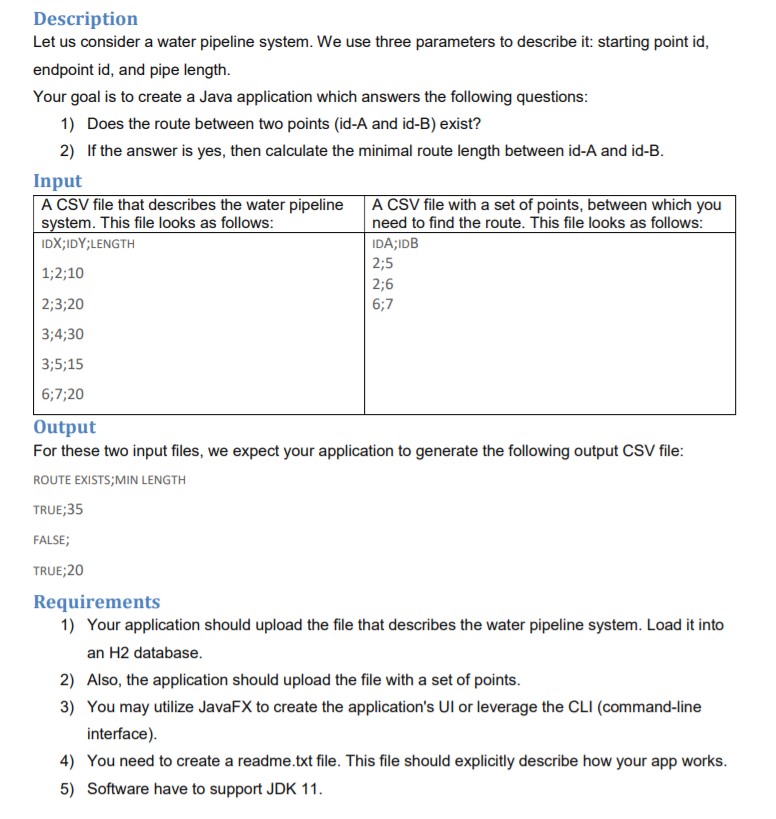 Description
Let us consider a water pipeline system. We use three parameters to describe it: starting point id,
endpoint id, and pipe length.
Your goal is to create a Java application which answers the following questions:
1) Does the route between two points (id-A and id-B) exist?
2) If the answer is yes, then calculate the minimal route length between id-A and id-B.
Input
A CSV file that describes the water pipeline
system. This file looks as follows:
IDX;IDY;LENGTH
1;2;10
2;3;20
3;4;30
3;5;15
6;7;20
A CSV file with a set of points, between which you
need to find the route. This file looks as follows:
IDA;IDB
2;5
2;6
6;7
Output
For these two input files, we expect your application to generate the following output CSV file:
ROUTE EXISTS;MIN LENGTH
TRUE;35
FALSE;
TRUE;20
Requirements
1) Your application should upload the file that describes the water pipeline system. Load it into
an H2 database.
2) Also, the application should upload the file with a set of points.
3) You may utilize JavaFX to create the application's UI or leverage the CLI (command-line
interface).
4) You need to create a readme.txt file. This file should explicitly describe how your app works.
5) Software have to support JDK 11.